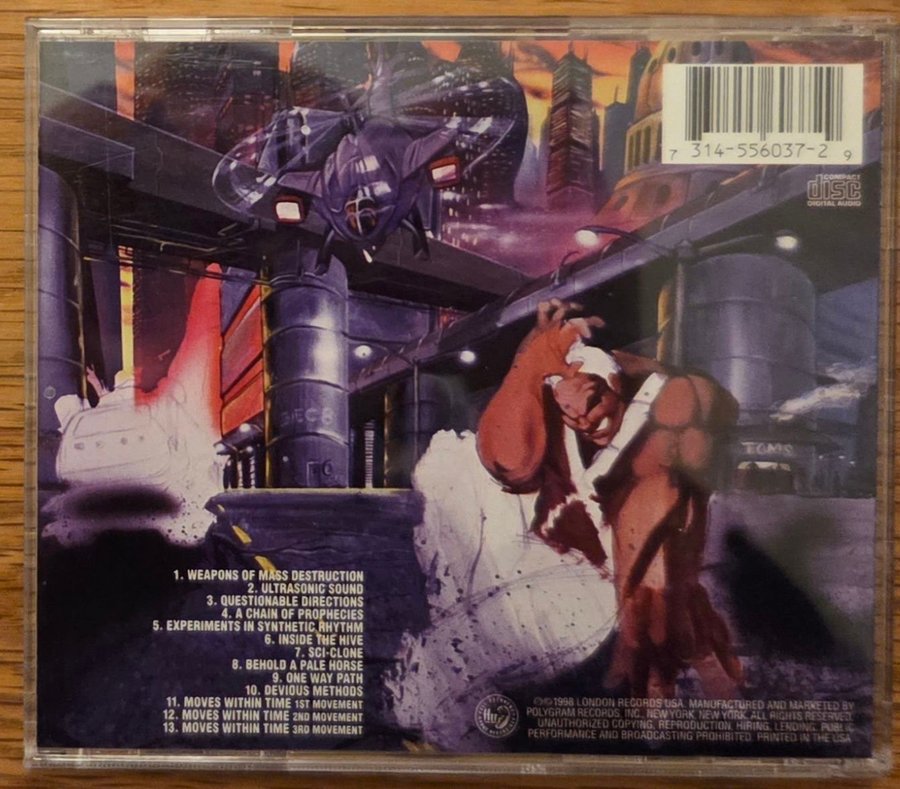 7 314-556037-2 9
COMPACT
disc
DIGITAL AUDIO
1. WEAPONS OF MASS DESTRUCTION
2. ULTRASONIC SOUND
3. QUESTIONABLE DIRECTIONS
4. A CHAIN OF PROPHECIES
5. EXPERIMENTS IN SYNTHETIC RHYTHM
6. INSIDE THE HIVE
7. SCI-CLONE
8. BEHOLD A PALE HORSE
9. ONE WAY PATH
10. DEVIOUS METHODS
11. MOVES WITHIN TIME 1ST MOVEMENT
12. MOVES WITHIN TIME 2ND MOVEMENT
13. MOVES WITHIN TIME 3RD MOVEMENT
℗© 1998 LONDON RECORDS USA. MANUFACTURED AND MARKETED BY
POLYGRAM RECORDS, INC., NEW YORK, NEW YORK. ALL RIGHTS RESERVED.
UNAUTHORIZED COPYING, REPRODUCTION, HIRING, LENDING, PUBLIC
PERFORMANCE AND BROADCASTING PROHIBITED. PRINTED IN THE USA